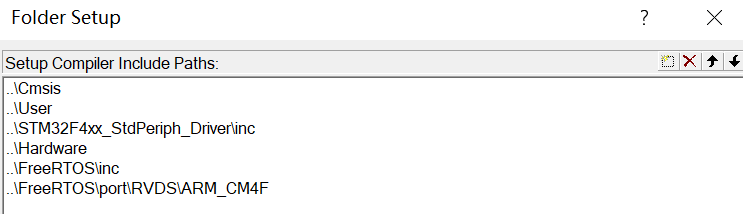 Folder Setup
Setup Compiler Include Paths:
..\Cmsis
..\User
..\STM32F4xx_StdPeriph_Driver\inc
..\Hardware
..\FreeRTOS\inc
..\FreeRTOS\port\RVDS\ARM_CM4F